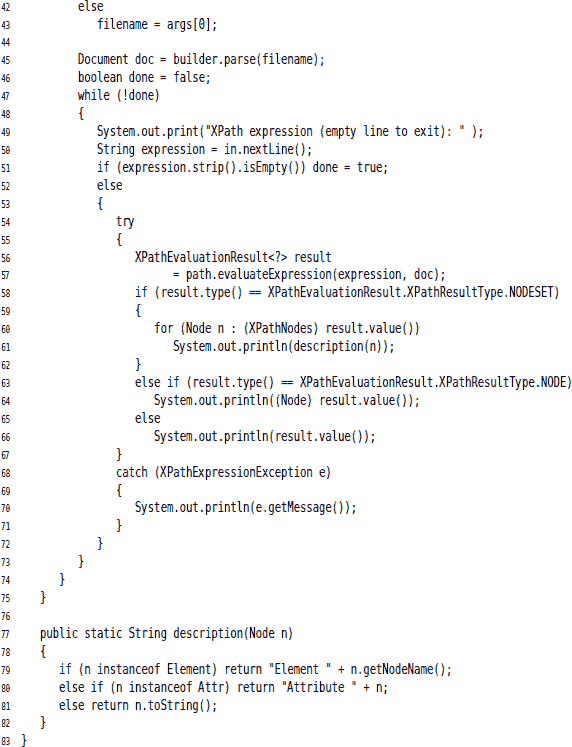 42 else
43 filename = args[0];
44
45 Document doc = builder.parse(filename);
46 boolean done = false;
47 while (!done)
48 {
49 System.out.print("XPath expression (empty line to exit): " );
50 String expression = in.nextLine();
51 if (expression.strip().isEmpty()) done = true;
52 else
53 {
54 try
55 {
56 XPathEvaluationResult<?> result
57 = path.evaluateExpression(expression, doc);
58 if (result.type() == XPathEvaluationResult.XPathResultType.NODESET)
59 {
60 for (Node n : (XPathNodes) result.value())
61 System.out.println(description(n));
62 }
63 else if (result.type() == XPathEvaluationResult.XPathResultType.NODE)
64 System.out.println((Node) result.value());
65 else
66 System.out.println(result.value());
67 }
68 catch (XPathExpressionException e)
69 {
70 System.out.println(e.getMessage());
71 }
72 }
73 }
74 }
75 }
76
77 public static String description(Node n)
78 {
79 if (n instanceof Element) return "Element " + n.getNodeName();
80 else if (n instanceof Attr) return "Attribute " + n;
81 else return n.toString();
82 }
83 }